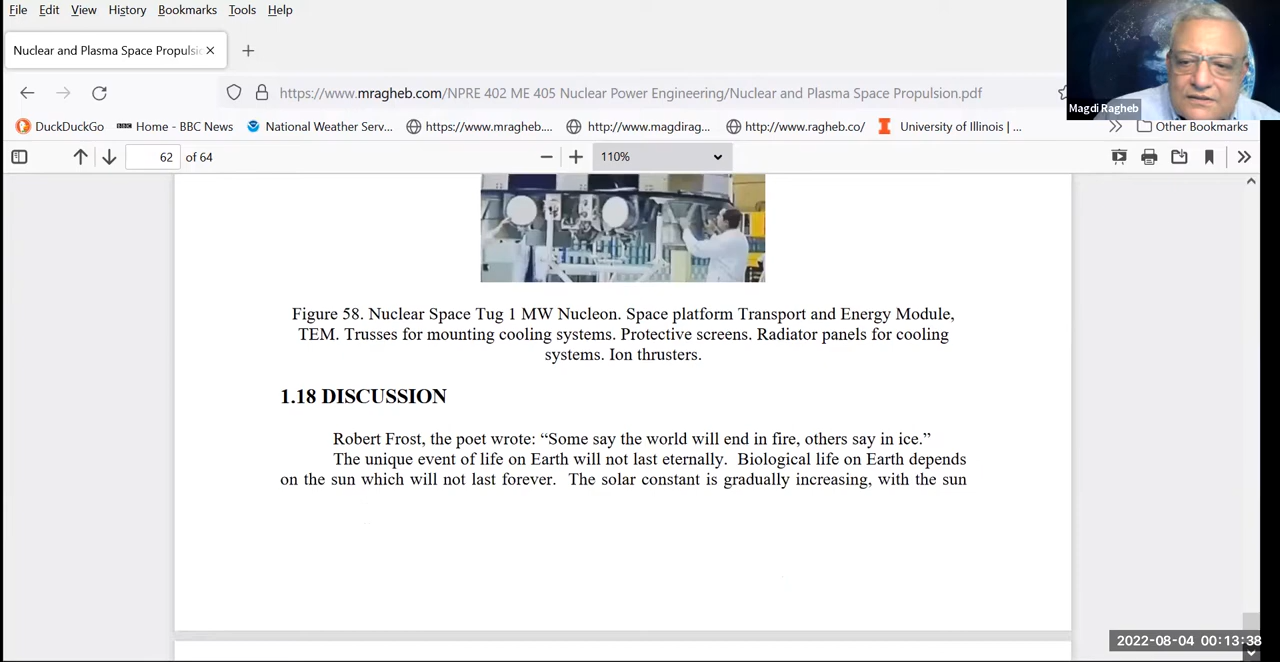 File Edit View History Bookmarks Tools Help
Nuclear and Plasma Space Propulsi
https://www.mragheb.com/NPRE 402 ME 405 Nuclear Power Engineering/Nuclear and Plasma Space Propulsion.pdf
Magdi Ragheb
DuckDuckGo Home - BBC News National Weather Serv... https://www.mragheb.... http://www.magdirag... http://www.ragheb.co/ University of Illinois |... Other Bookmarks
62 of 64 110%
Figure 58. Nuclear Space Tug 1 MW Nucleon. Space platform Transport and Energy Module,
TEM. Trusses for mounting cooling systems. Protective screens. Radiator panels for cooling
systems. Ion thrusters.
1.18 DISCUSSION
Robert Frost, the poet wrote: “Some say the world will end in fire, others say in ice.”
The unique event of life on Earth will not last eternally. Biological life on Earth depends
on the sun which will not last forever. The solar constant is gradually increasing, with the sun
2022-08-04 00:13:38